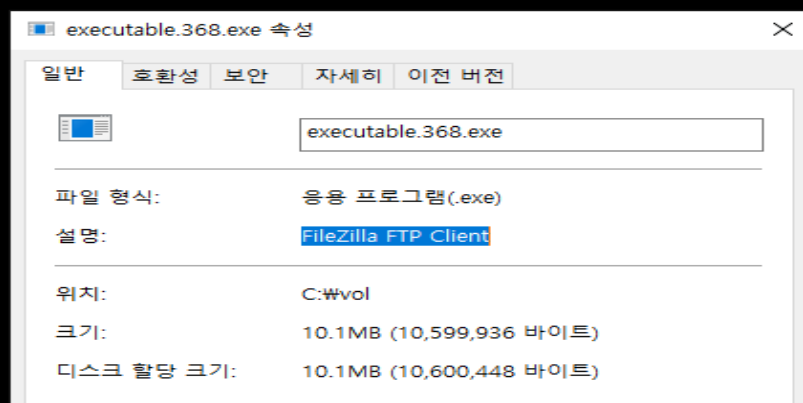 executable.368.exe 속성
일반 호환성 보안 자세히 이전 버전
executable.368.exe
파일 형식: 응용 프로그램(.exe)
설명: FileZilla FTP Client
위치: C:₩vol
크기: 10.1MB (10,599,936 바이트)
디스크 할당 크기: 10.1MB (10,600,448 바이트)